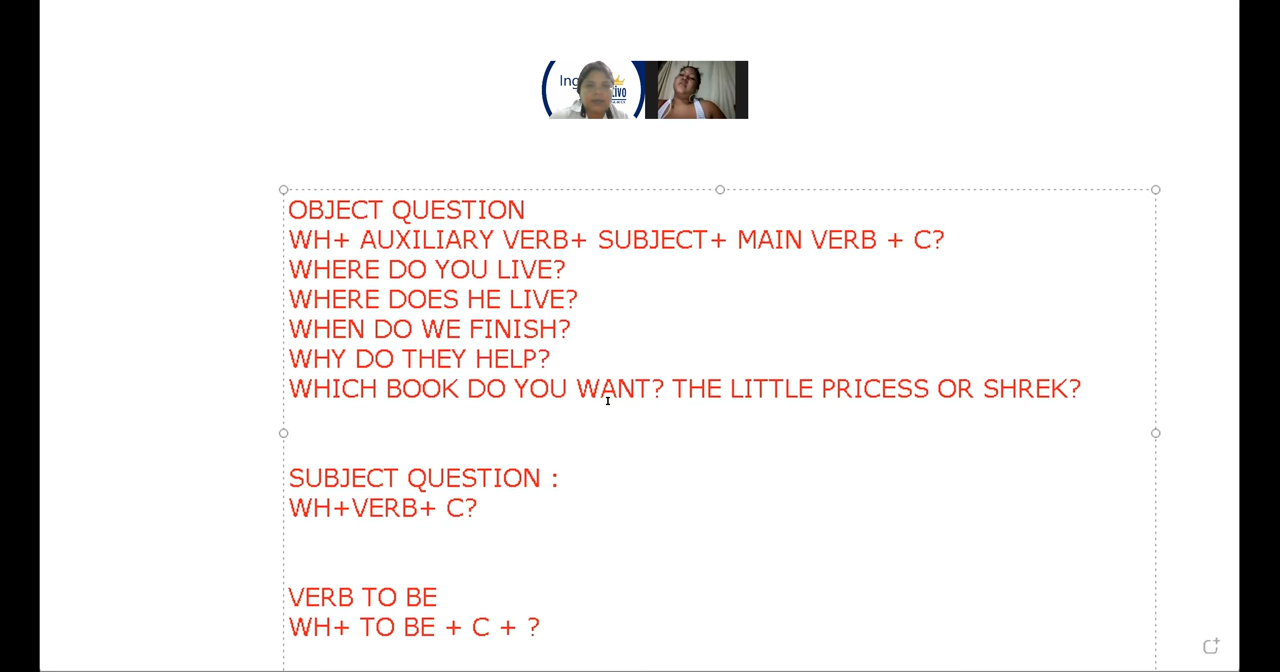 Ing
OBJECT QUESTION
WH+ AUXILIARY VERB+ SUBJECT+ MAIN VERB + C?
WHERE DO YOU LIVE?
WHERE DOES HE LIVE?
WHEN DO WE FINISH?
WHY DO THEY HELP?
WHICH BOOK DO YOU WANT? THE LITTLE PRICESS OR SHREK?
SUBJECT QUESTION :
WH+VERB+ C?
VERB TO BE
WH+ TO BE + C + ?